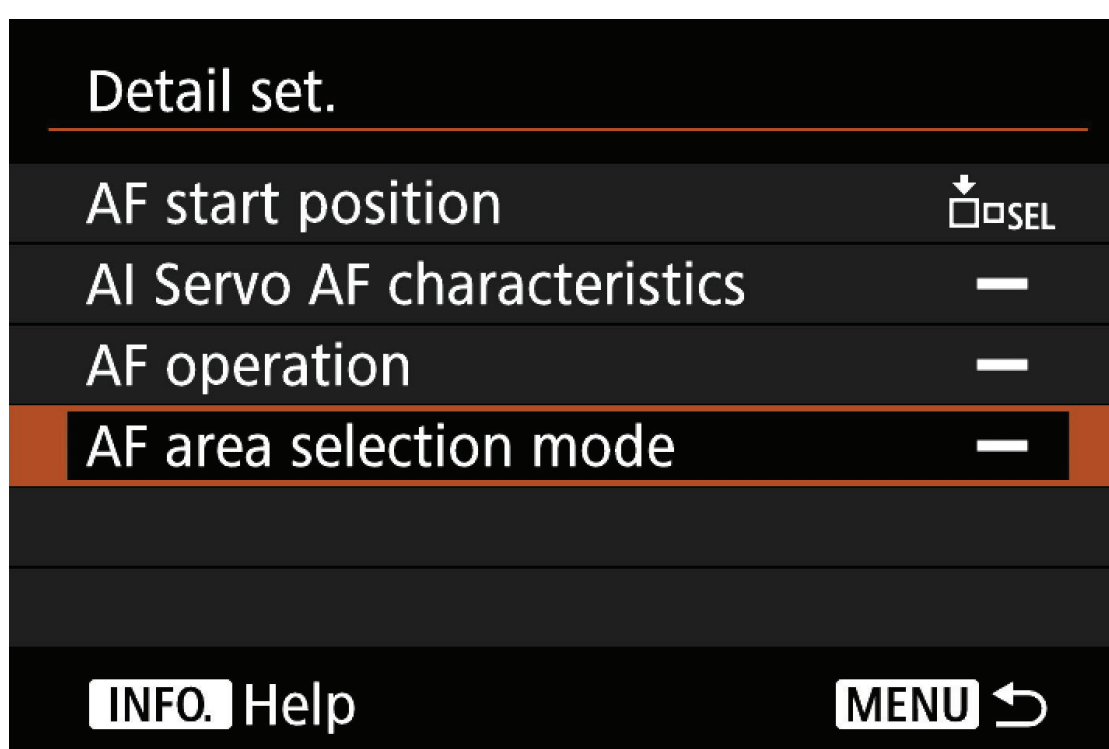 Detail set.
AF start position SEL
AI Servo AF characteristics
AF operation
AF area selection mode
INFO. Help MENU